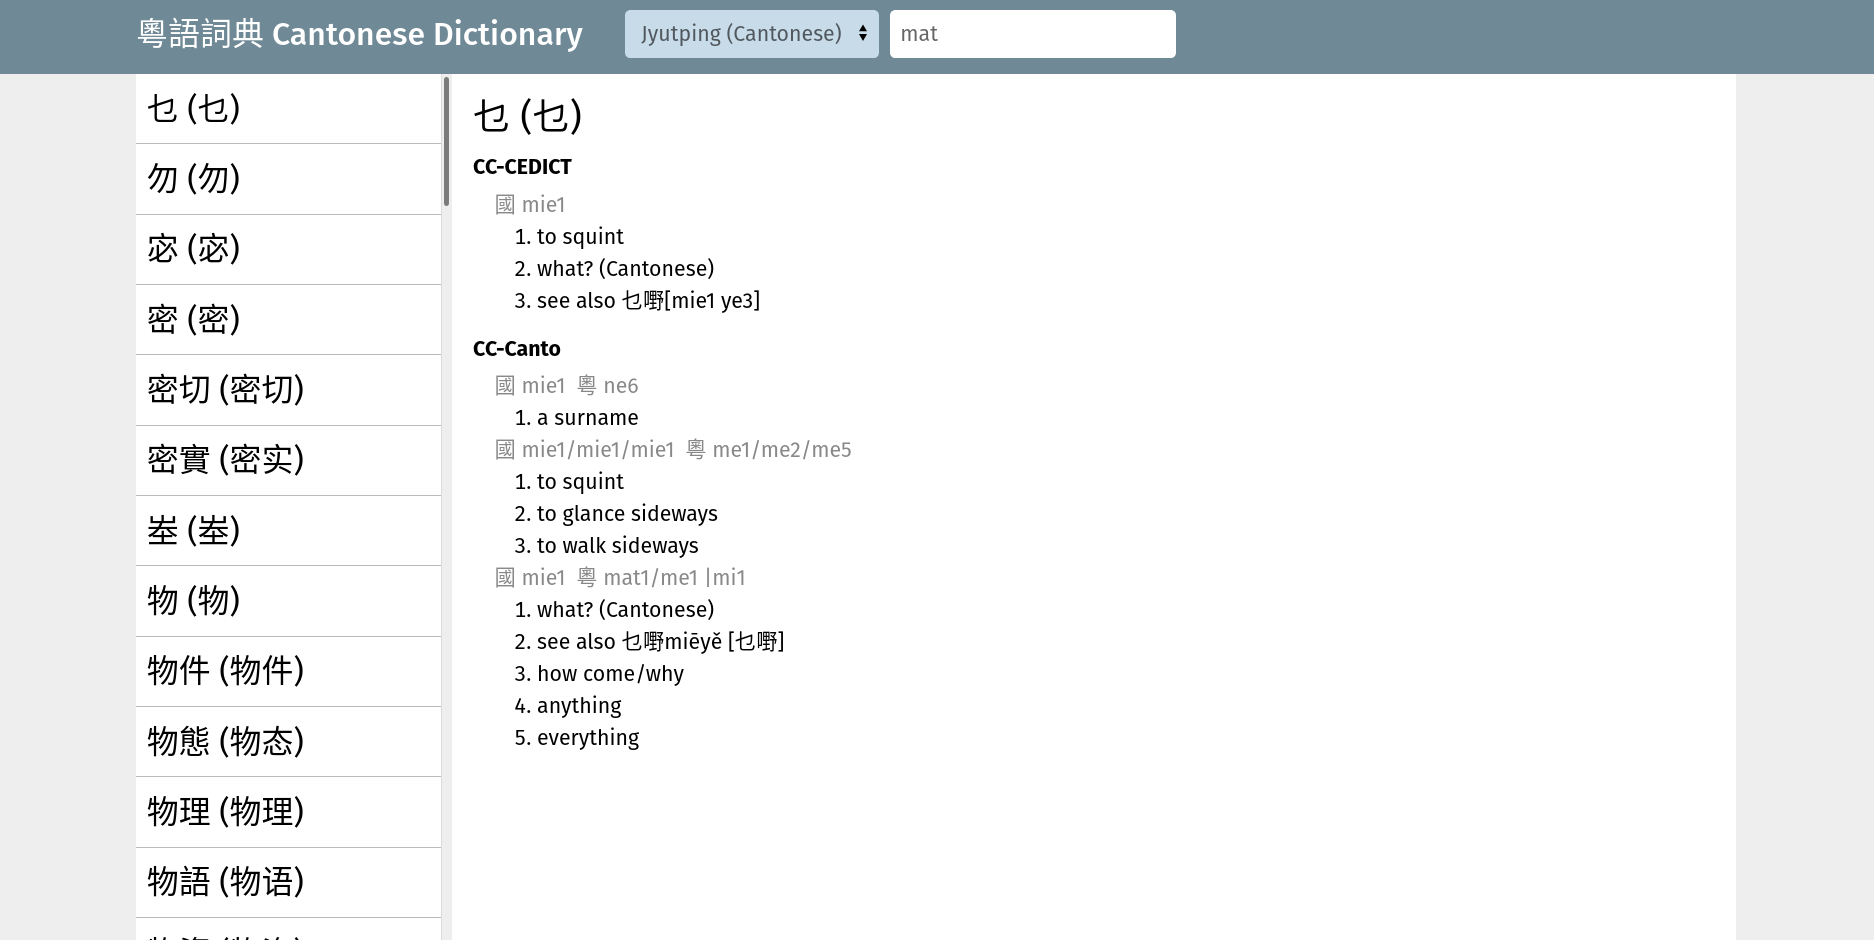 粵語詞典 Cantonese Dictionary
Jyutping (Cantonese)
mat
乜 (乜)
勿 (勿)
宓 (宓)
密 (密)
密切 (密切)
密實 (密实)
峚 (峚)
物 (物)
物件 (物件)
物態 (物态)
物理 (物理)
物語 (物语)
乜 (乜)
CC-CEDICT
國 mie1
1. to squint
2. what? (Cantonese)
3. see also 乜嘢[mie1 ye3]
CC-Canto
國 mie1 粵 ne6
1. a surname
國 mie1/mie1/mie1 粵 me1/me2/me5
1. to squint
2. to glance sideways
3. to walk sideways
國 mie1 粵 mat1/me1 |mi1
1. what? (Cantonese)
2. see also 乜嘢miēyě [乜嘢]
3. how come/why
4. anything
5. everything